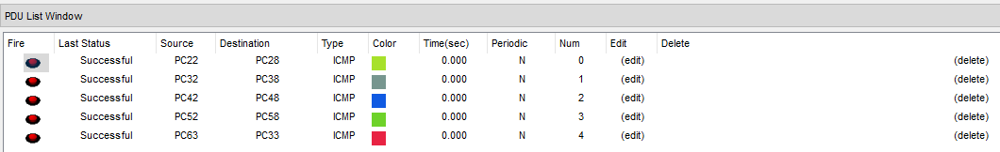 PDU List Window
Fire Last Status Source Destination Type Color Time(sec) Periodic Num Edit Delete
Successful PC22 PC28 ICMP 0.000 N 0 (edit) (delete)
Successful PC32 PC38 ICMP 0.000 N 1 (edit) (delete)
Successful PC42 PC48 ICMP 0.000 N 2 (edit) (delete)
Successful PC52 PC58 ICMP 0.000 N 3 (edit) (delete)
Successful PC63 PC33 ICMP 0.000 N 4 (edit) (delete)